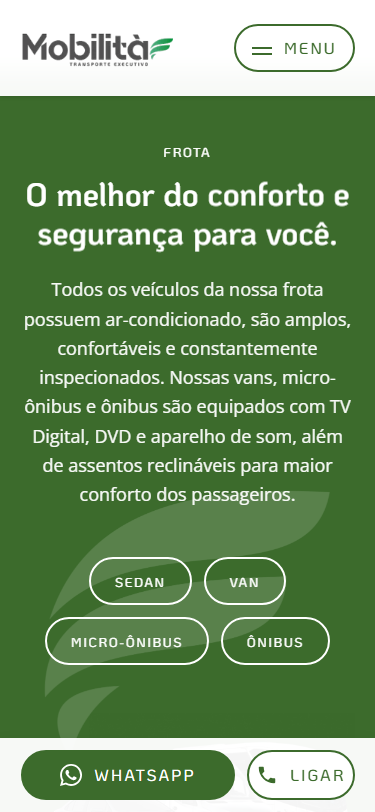 Mobilità
TRANSPORTE EXECUTIVO
MENU
FROTA
O melhor do conforto e
segurança para você.
Todos os veículos da nossa frota
possuem ar-condicionado, são amplos,
confortáveis e constantemente
inspecionados. Nossas vans, micro-
ônibus e ônibus são equipados com TV
Digital, DVD e aparelho de som, além
de assentos reclináveis para maior
conforto dos passageiros.
SEDAN
VAN
MICRO-ÔNIBUS
ÔNIBUS
WHATSAPP
LIGAR